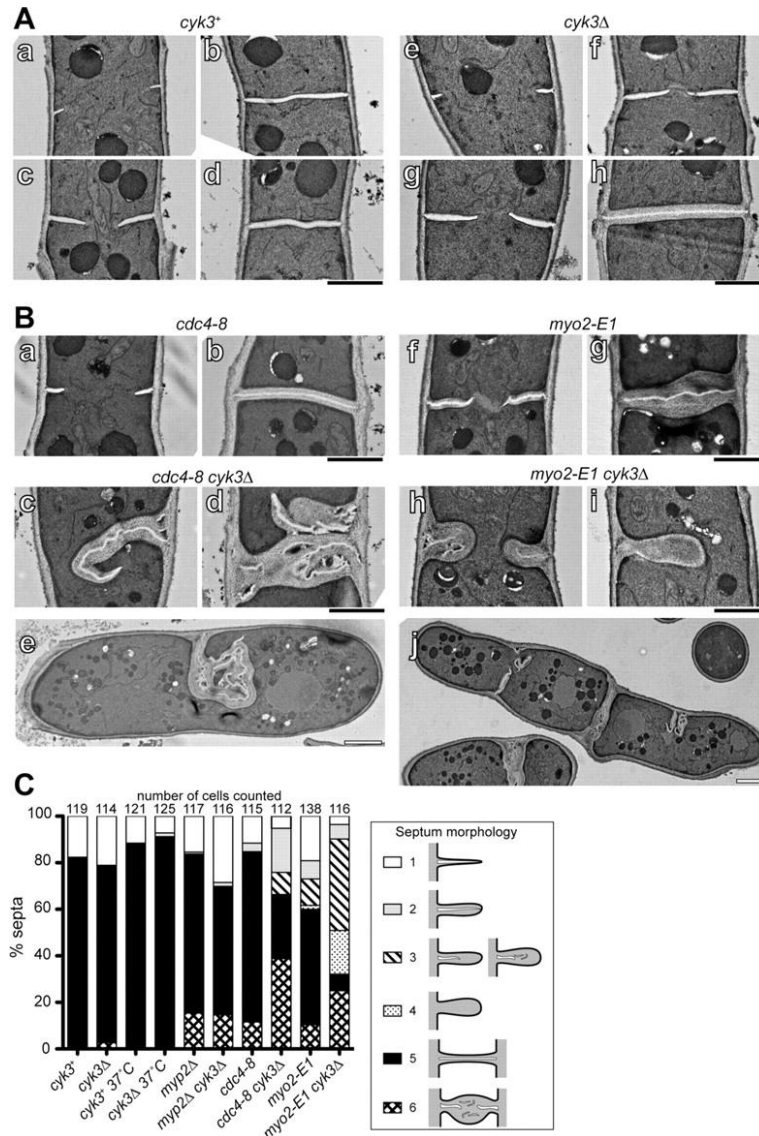 A
cyk3+
cyk3Δ
a
b
e
f
c
d
g
h
B
cdc4-8
myo2-E1
a
b
f
g
cdc4-8 cyk3Δ
myo2-E1 cyk3Δ
c
d
h
i
e
j
C
number of cells counted
119 114 121 125 117 116 115 112 138 116
100
80
60
40
20
0
% septa
cyk3+
cyk3Δ
cyk3+ 37°C
cyk3Δ 37°C
myp2Δ
myp2Δ cyk3Δ
cdc4-8
cdc4-8 cyk3Δ
myo2-E1
myo2-E1 cyk3Δ
Septum morphology
1
2
3
4
5
6